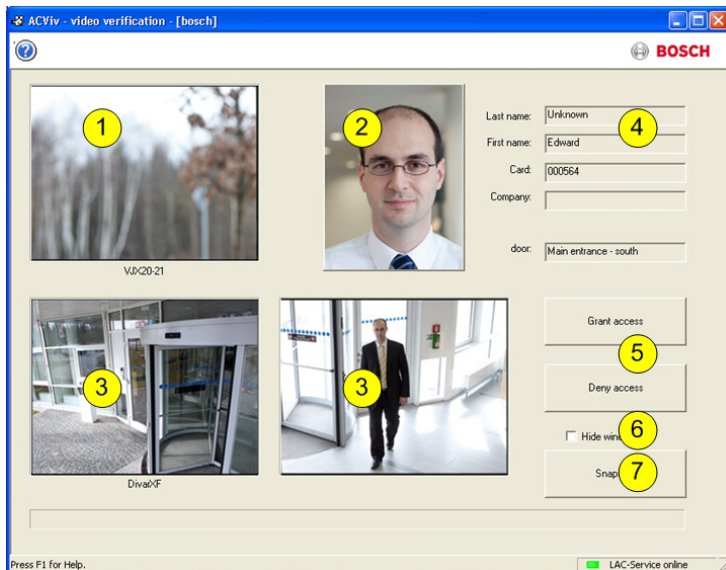 ACViv - video verification - [bosch]
BOSCH
1
2
Last name: Unknown
4
First name: Edward
Card: 000564
Company:
door: Main entrance - south
VJX20-21
3
3
Grant access
5
Deny access
6
Hide
7
DivarXF
Press F1 for Help.
LAC-Service online